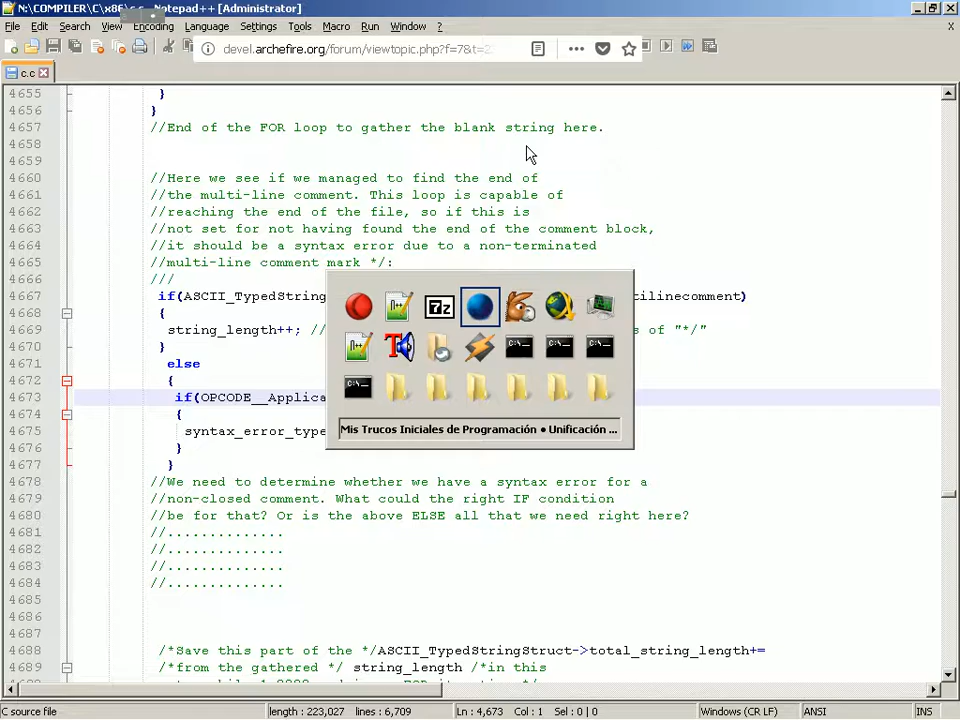 N:\COMPILER\C\x86\c.c - Notepad++ [Administrator]
File Edit Search View Encoding Language Settings Tools Macro Run Window ?
X
devel.archefire.org/forum/viewtopic.php?f=7&t=2
c.c
4655 }
4656 }
4657 //End of the FOR loop to gather the blank string here.
4658
4659
4660 //Here we see if we managed to find the end of
4661 //the multi-line comment. This loop is capable of
4662 //reaching the end of the file, so if this is
4663 //not set for not having found the end of the comment block,
4664 //it should be a syntax error due to a non-terminated
4665 //multi-line comment mark */:
4666 ///
4667 if(ASCII_TypedString ilinecomment)
4668 {
4669 string_length++; // s of "*/"
4670 }
4671 else
4672 {
4673 if(OPCODE__Applica
4674 {
4675 syntax_error_type
4676 }
4677 }
4678 //We need to determine whether we have a syntax error for a
4679 //non-closed comment. What could the right IF condition
4680 //be for that? Or is the above ELSE all that we need right here?
4681 //..............
4682 //..............
4683 //..............
4684 //..............
4685
4686
4687
4688 /*Save this part of the */ASCII_TypedStringStruct->total_string_length+=
4689 /*from the gathered */ string_length /*in this
7z
C:\-
C:\-
C:\-
C:\-
Mis Trucos Iniciales de Programación • Unificación ...
C source file length : 223,027 lines : 6,709 Ln : 4,673 Col : 1 Sel : 0 | 0 Windows (CR LF) ANSI INS